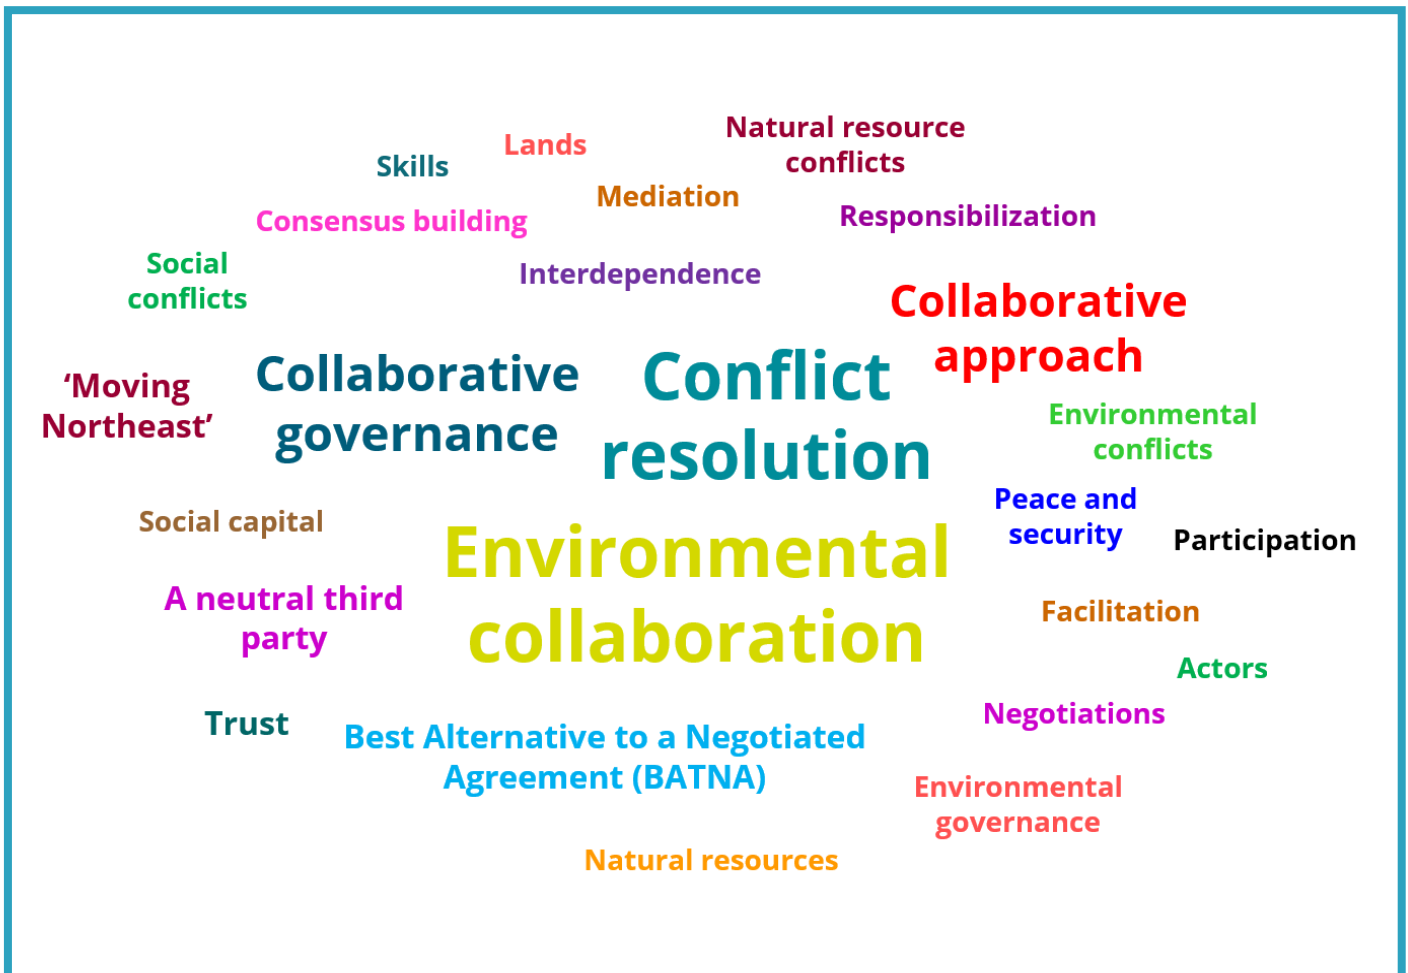 Natural resource
conflicts
Lands
Skills
Mediation
Consensus building
Responsibilization
Social
conflicts
Interdependence
Collaborative
approach
‘Moving
Northeast’
Collaborative
governance
Conflict
resolution
Environmental
conflicts
Peace and
security
Social capital
Participation
Environmental
collaboration
A neutral third
party
Facilitation
Actors
Trust
Negotiations
Best Alternative to a Negotiated
Agreement (BATNA)
Environmental
governance
Natural resources